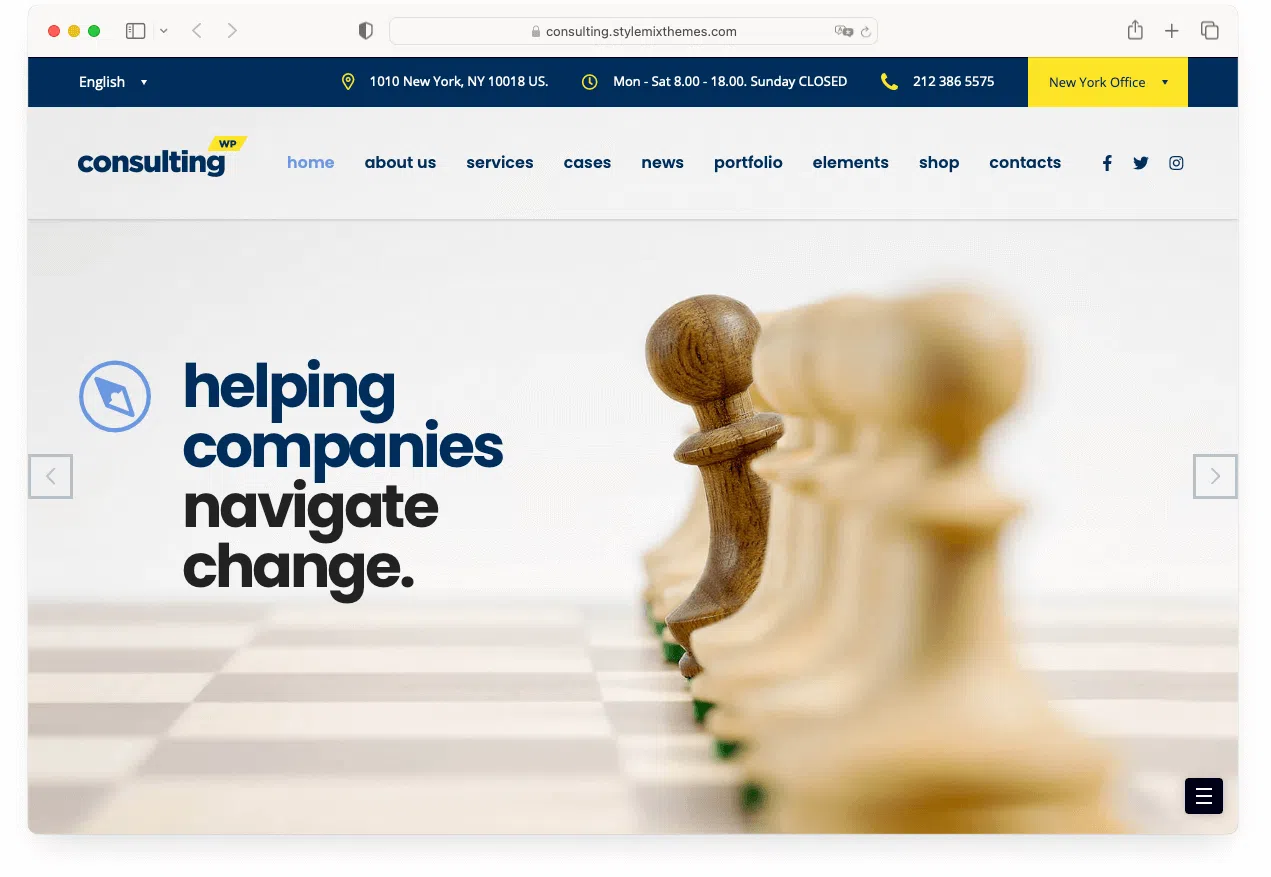 consulting.stylemixthemes.com
English
1010 New York, NY 10018 US.
Mon - Sat 8.00 - 18.00. Sunday CLOSED
212 386 5575
New York Office
consulting WP
home about us services cases news portfolio elements shop contacts
helping
companies
navigate
change.